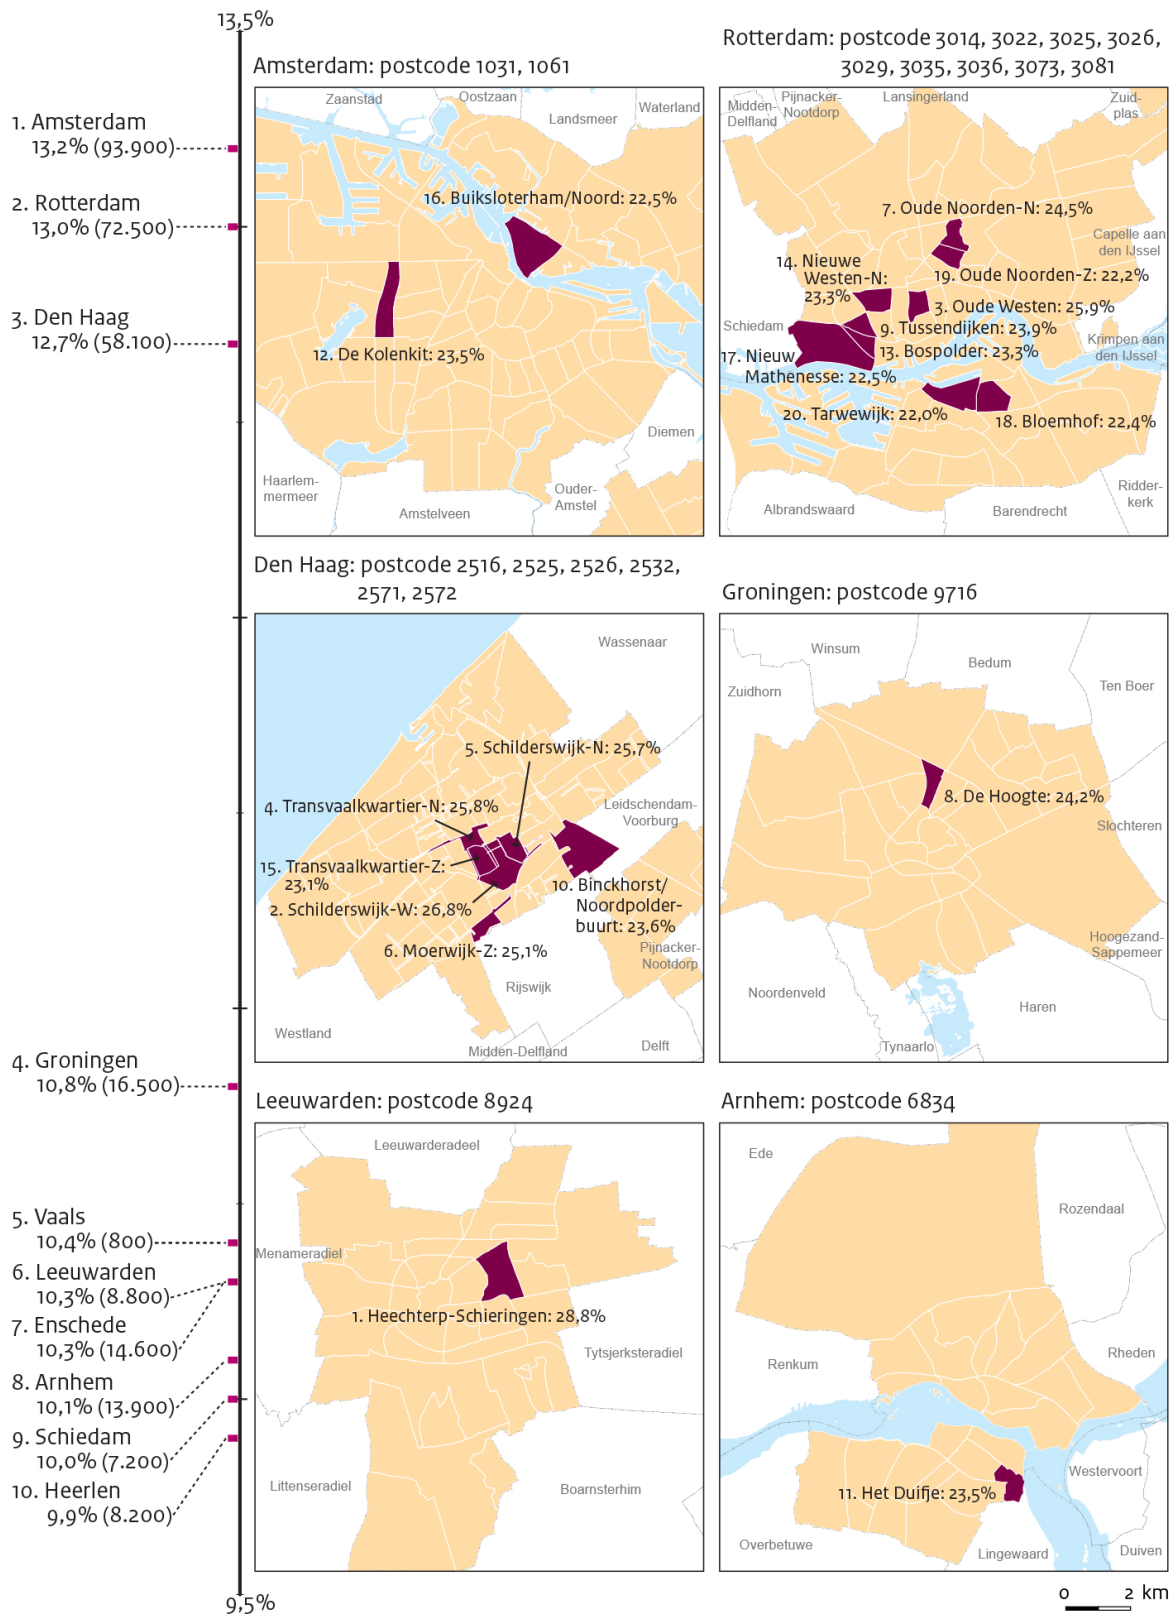 13,5%
1. Amsterdam
13,2% (93.900)
2. Rotterdam
13,0% (72.500)
3. Den Haag
12,7% (58.100)
4. Groningen
10,8% (16.500)
5. Vaals
10,4% (800)
6. Leeuwarden
10,3% (8.800)
7. Enschede
10,3% (14.600)
8. Arnhem
10,1% (13.900)
9. Schiedam
10,0% (7.200)
10. Heerlen
9,9% (8.200)
9,5%
Amsterdam: postcode 1031, 1061
Zaanstad
Oostzaan
Landsmeer
Waterland
16. Buiksloterham/Noord: 22,5%
12. De Kolenkit: 23,5%
Diemen
Haarlem-
mermeer
Amstelveen
Ouder-
Amstel
Rotterdam: postcode 3014, 3022, 3025, 3026,
3029, 3035, 3036, 3073, 3081
Midden-
Delfland
Pijnacker-
Nootdorp
Lansingerland
Zuid-
plas
7. Oude Noorden-N: 24,5%
Capelle aan
den IJssel
14. Nieuwe
Westen-N:
23,3%
19. Oude Noorden-Z: 22,2%
3. Oude Westen: 25,9%
Schiedam
9. Tussendijken: 23,9%
Krimpen aan
den IJssel
13. Bospolder: 23,3%
17. Nieuw
Mathenesse: 22,5%
20. Tarwewijk: 22,0%
18. Bloemhof: 22,4%
Ridder-
kerk
Albrandswaard
Barendrecht
Den Haag: postcode 2516, 2525, 2526, 2532,
2571, 2572
Wassenaar
5. Schilderswijk-N: 25,7%
4. Transvaalkwartier-N: 25,8%
Leidschendam-
Voorburg
15. Transvaalkwartier-Z:
23,1%
2. Schilderswijk-W: 26,8%
10. Binckhorst/
Noordpolder-
buurt: 23,6%
6. Moerwijk-Z: 25,1%
Pijnacker-
Nootdorp
Rijswijk
Westland
Midden-Delfland
Delft
Groningen: postcode 9716
Winsum
Bedum
Zuidhorn
Ten Boer
8. De Hoogte: 24,2%
Slochteren
Hoogezand-
Sappemeer
Noordenveld
Haren
Tynaarlo
Leeuwarden: postcode 8924
Leeuwarderadeel
Menameradiel
1. Heechterp-Schieringen: 28,8%
Tytsjerksteradiel
Littenseradiel
Boarnsterhim
Arnhem: postcode 6834
Ede
Rozendaal
Renkum
Rheden
Westervoort
11. Het Duifje: 23,5%
Overbetuwe
Lingewaard
Duiven
0 2 km